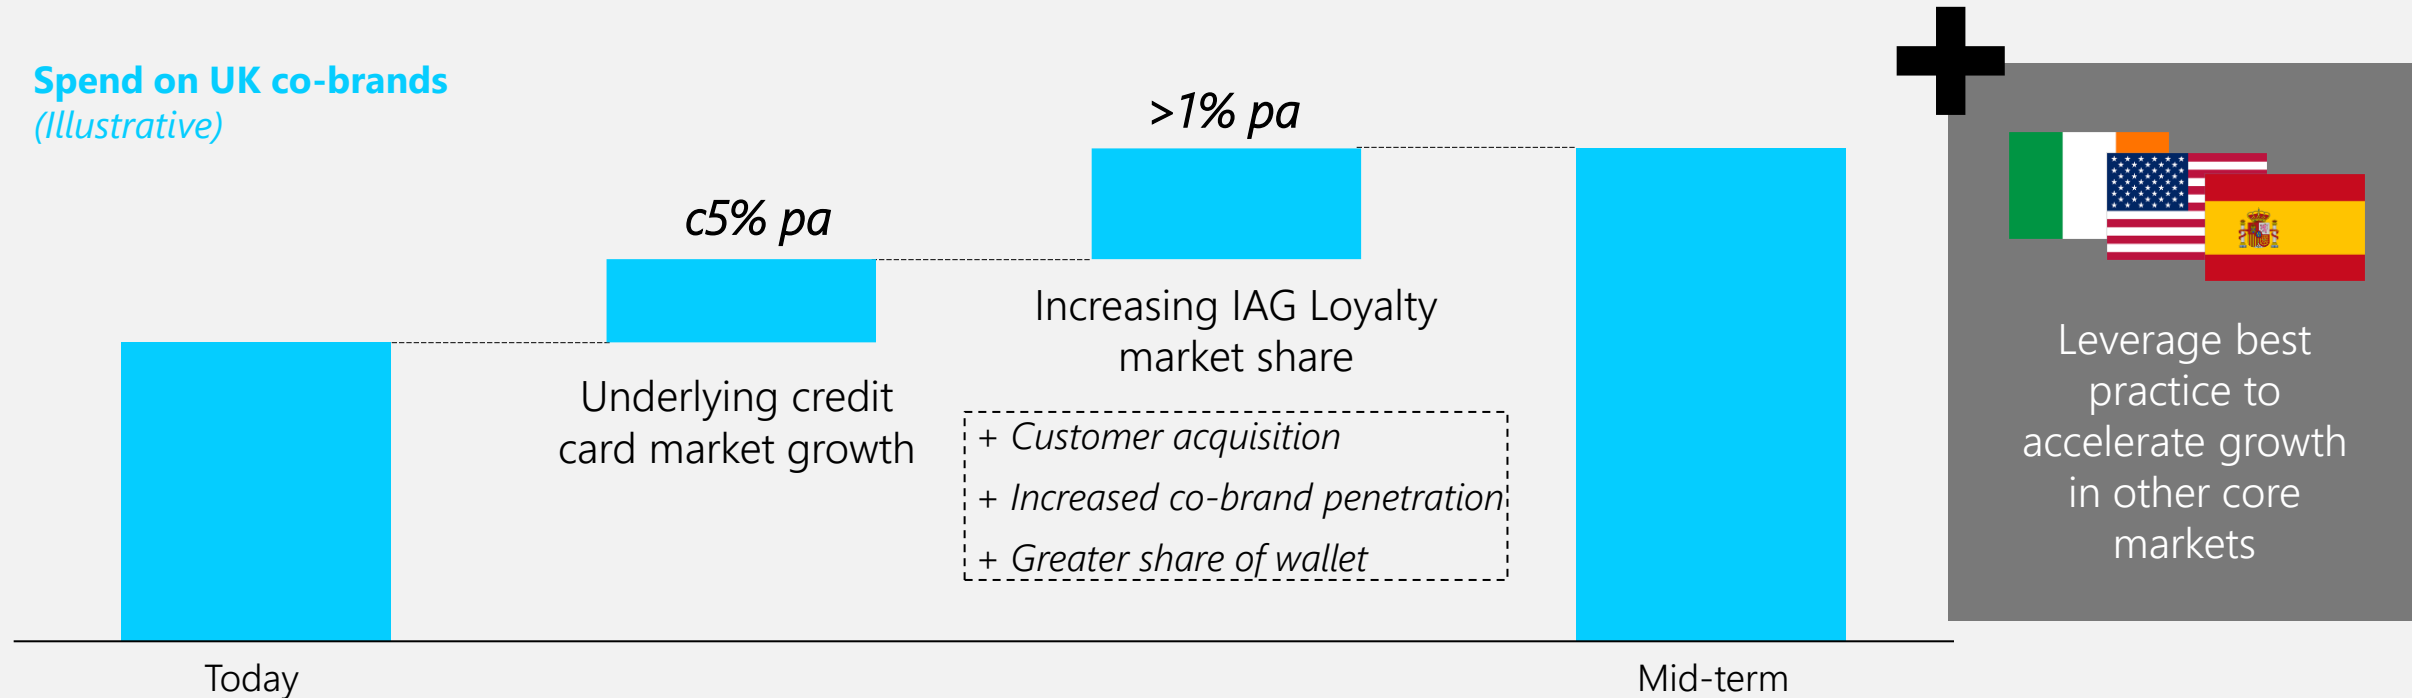 Spend on UK co-brands
(Illustrative)
c5% pa
>1% pa
Underlying credit
card market growth
Increasing IAG Loyalty
market share
+ Customer acquisition
+ Increased co-brand penetration
+ Greater share of wallet
Today
Mid-term
Leverage best
practice to
accelerate growth
in other core
markets